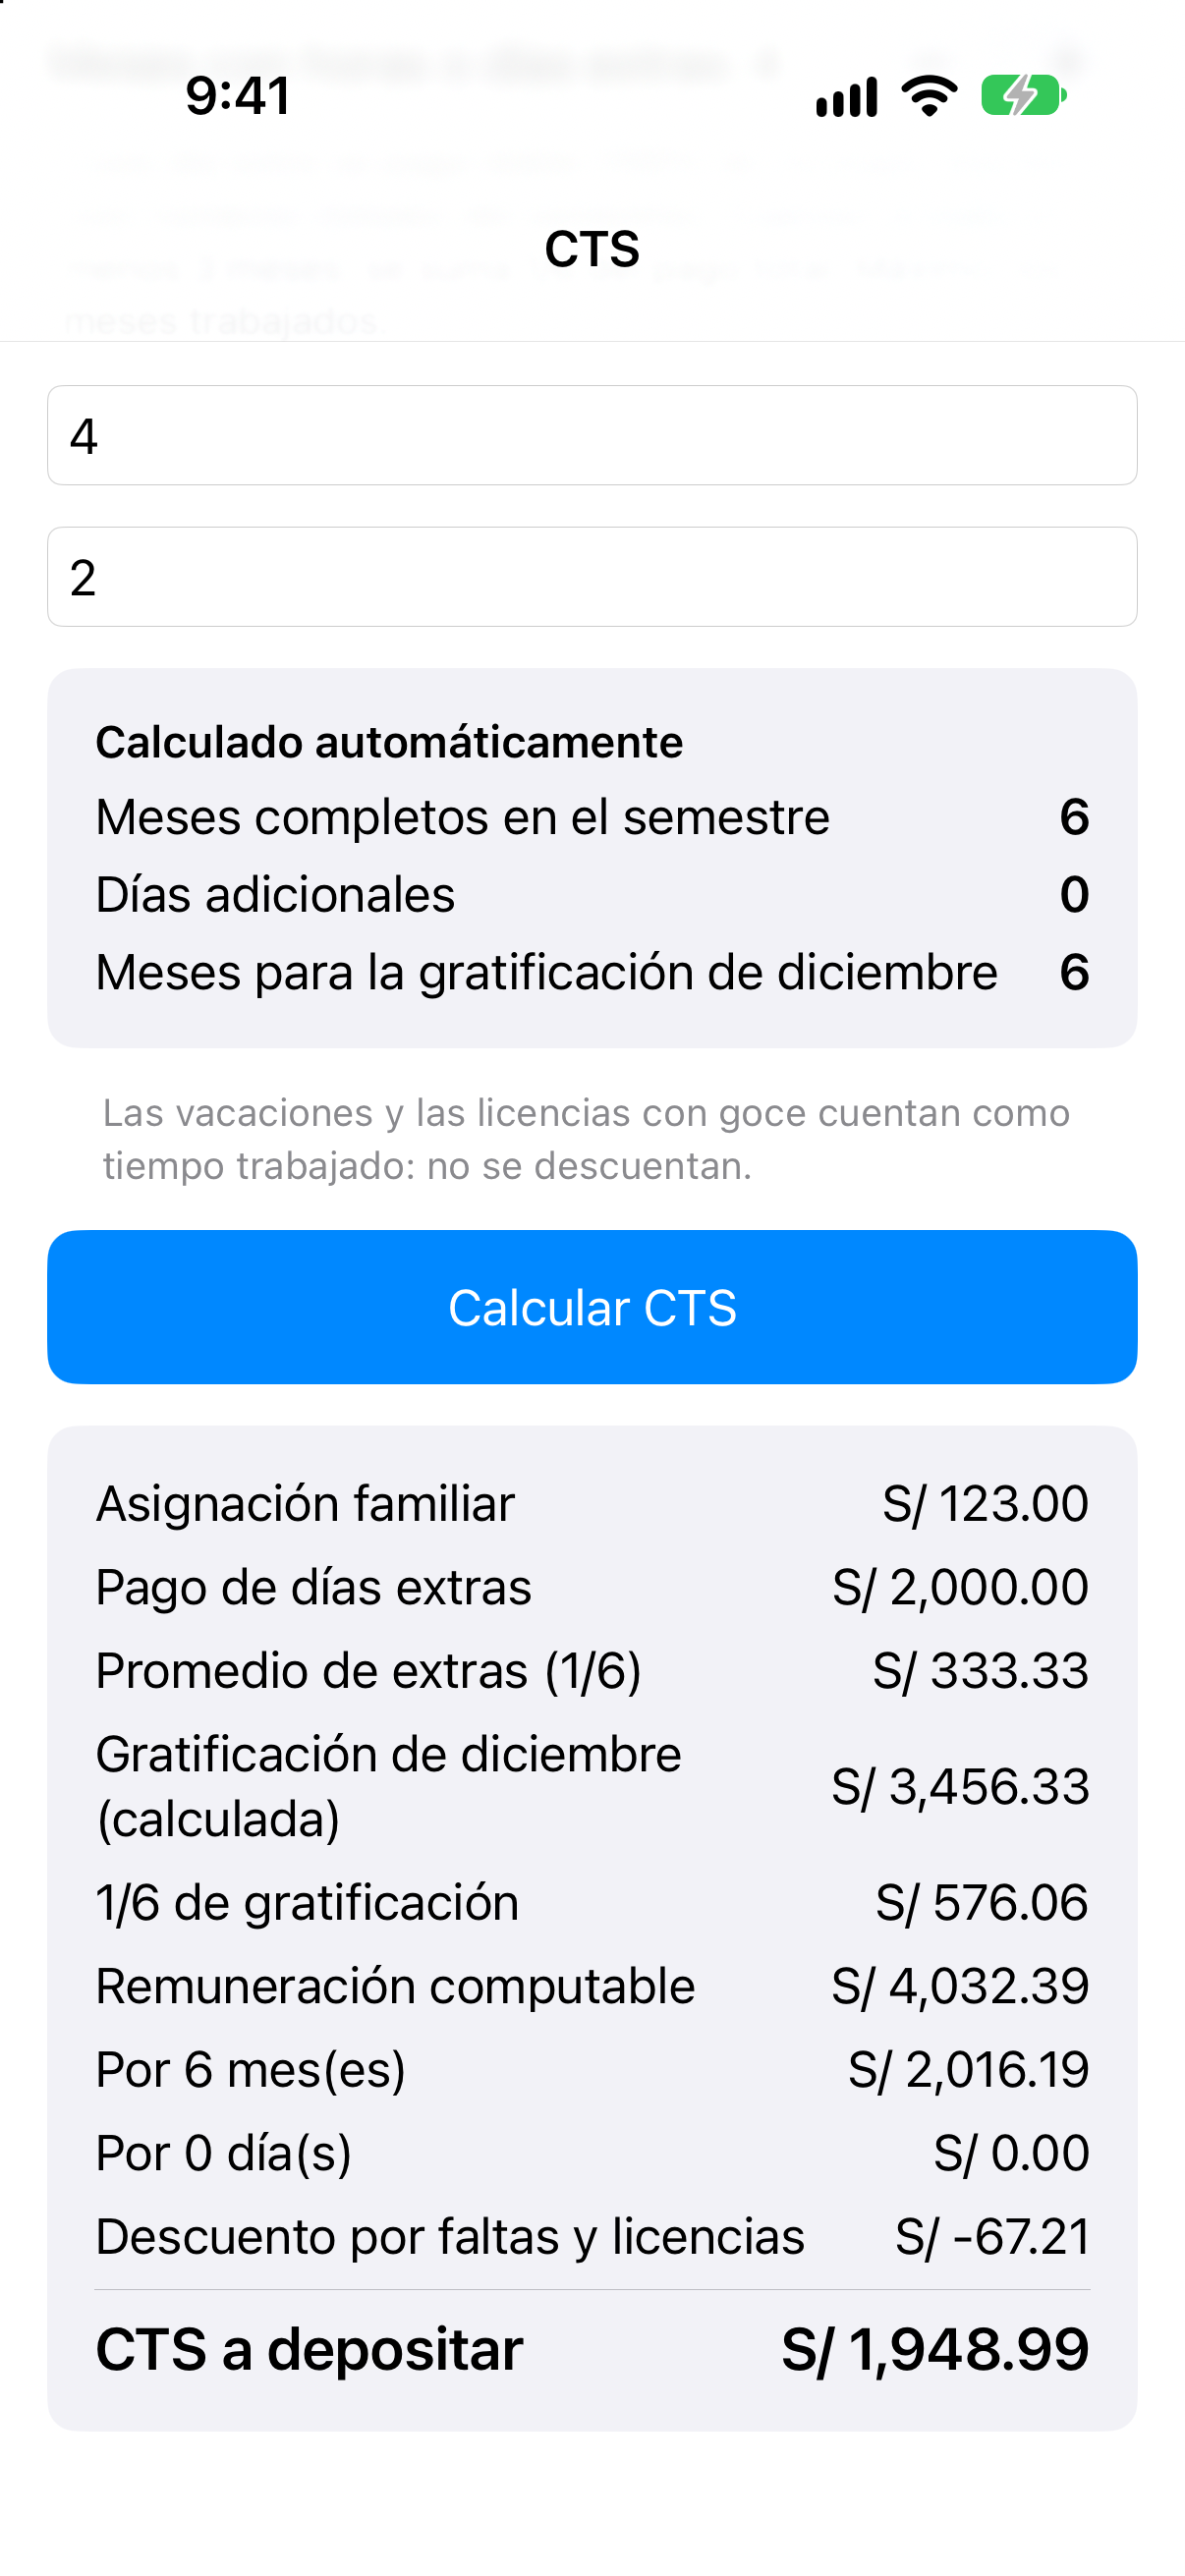 9:41
CTS
meses trabajados.
4
2
Calculado automáticamente
Meses completos en el semestre 6
Días adicionales 0
Meses para la gratificación de diciembre 6
Las vacaciones y las licencias con goce cuentan como
tiempo trabajado: no se descuentan.
Calcular CTS
Asignación familiar S/ 123.00
Pago de días extras S/ 2,000.00
Promedio de extras (1/6) S/ 333.33
Gratificación de diciembre
(calculada) S/ 3,456.33
1/6 de gratificación S/ 576.06
Remuneración computable S/ 4,032.39
Por 6 mes(es) S/ 2,016.19
Por 0 día(s) S/ 0.00
Descuento por faltas y licencias S/ -67.21
CTS a depositar S/ 1,948.99